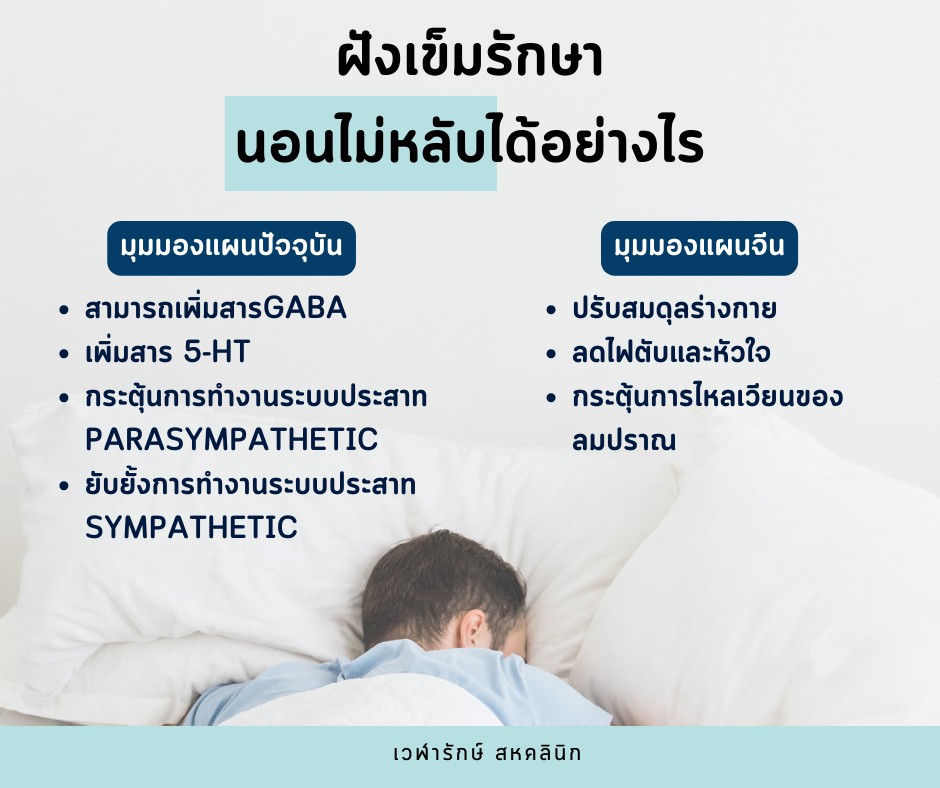 ฝังเข็มรักษา
นอนไม่หลับได้อย่างไร
มุมมองแผนปัจจุบัน
• สามารถเพิ่มสารGABA
• เพิ่มสาร 5-HT
• กระตุ้นการทำงานระบบประสาท
PARASYMPATHETIC
• ยับยั้งการทำงานระบบประสาท
SYMPATHETIC
มุมมองแผนจีน
• ปรับสมดุลร่างกาย
• ลดไฟตับและหัวใจ
• กระตุ้นการไหลเวียนของ
ลมปราณ
เวฬารักษ์ สหคลินิก